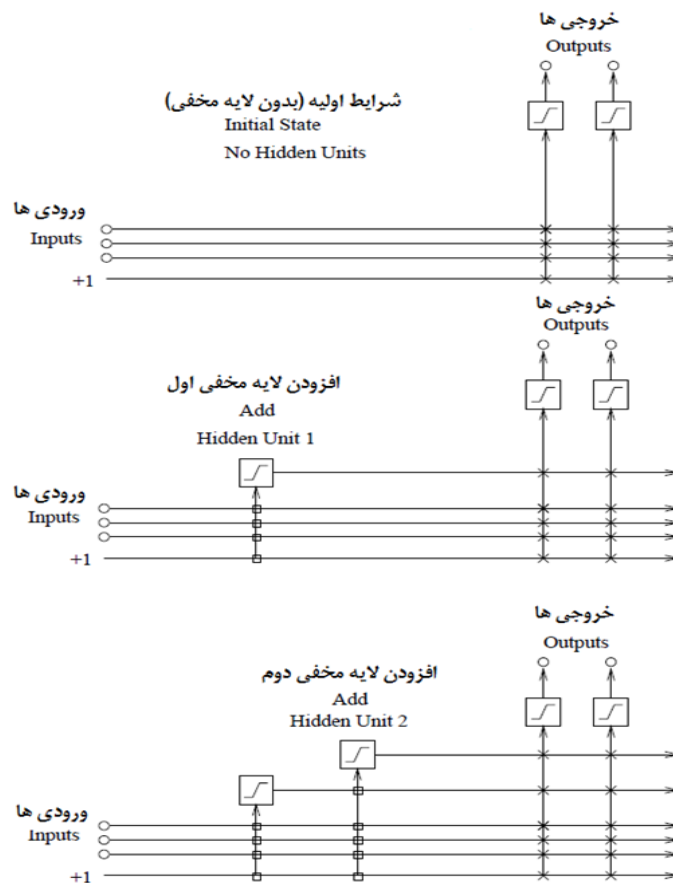 خروجی ها
Outputs
شرایط اولیه (بدون لایه مخفی)
Initial State
No Hidden Units
ورودی ها
Inputs
+1
خروجی ها
Outputs
افزودن لایه مخفی اول
Add
Hidden Unit 1
ورودی ها
Inputs
+1
خروجی ها
Outputs
افزودن لایه مخفی دوم
Add
Hidden Unit 2
ورودی ها
Inputs
+1